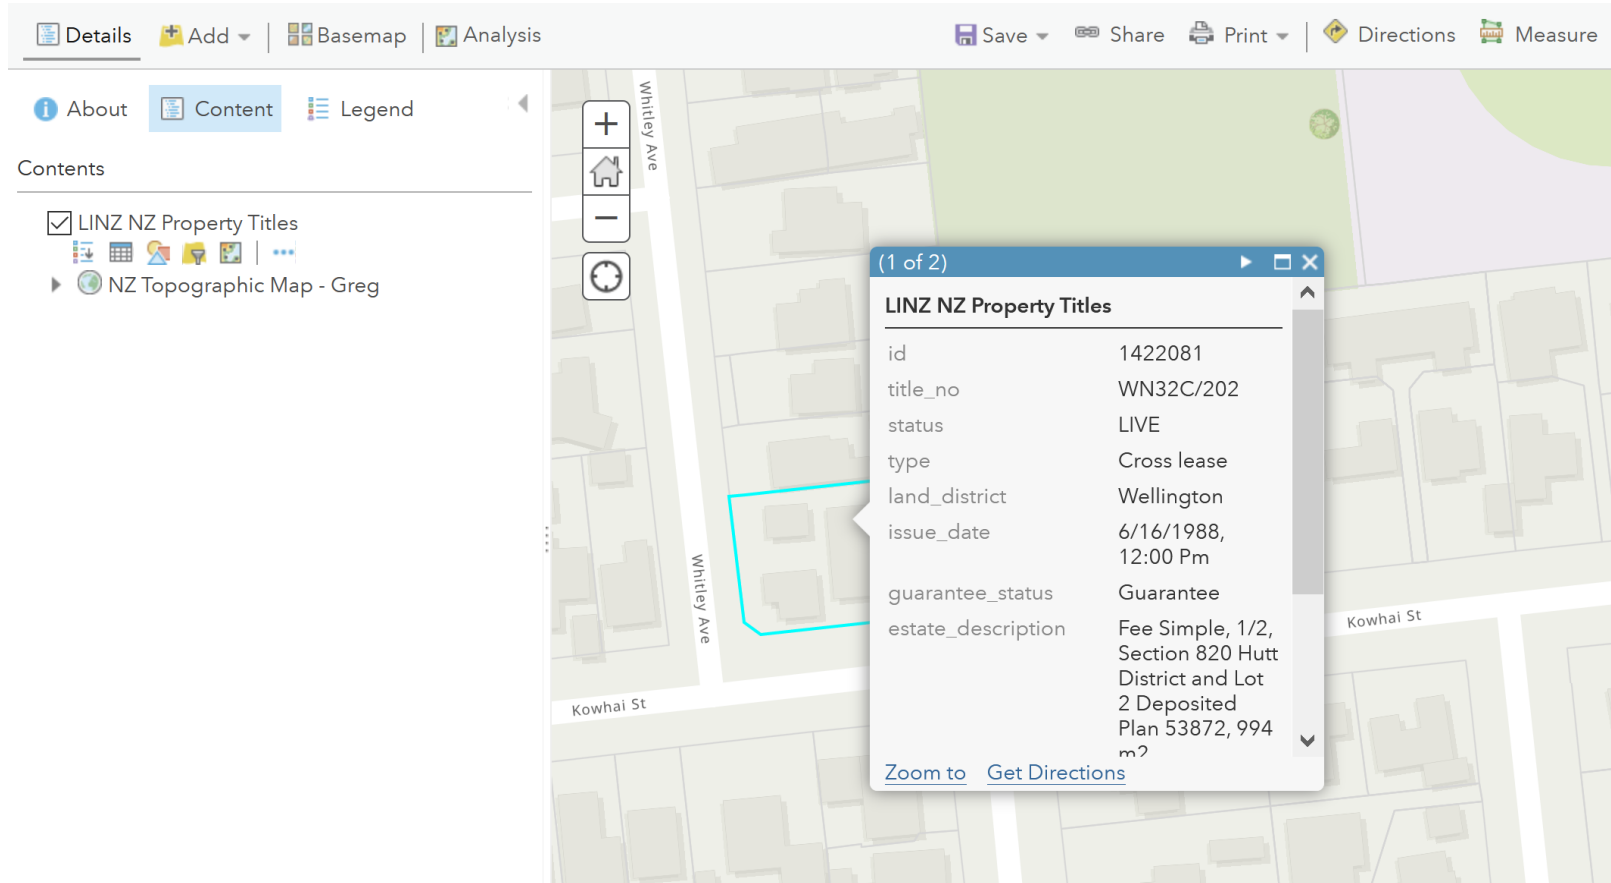 Details Add Basemap Analysis Save Share Print Directions Measure
About Content Legend
Contents
LINZ NZ Property Titles
NZ Topographic Map - Greg
Whitley Ave
Whitley Ave
Kowhai St
Kowhai St
(1 of 2)
LINZ NZ Property Titles
id 1422081
title_no WN32C/202
status LIVE
type Cross lease
land_district Wellington
issue_date 6/16/1988,
12:00 Pm
guarantee_status Guarantee
estate_description Fee Simple, 1/2,
Section 820 Hutt
District and Lot
2 Deposited
Plan 53872, 994
m2
Zoom to Get Directions